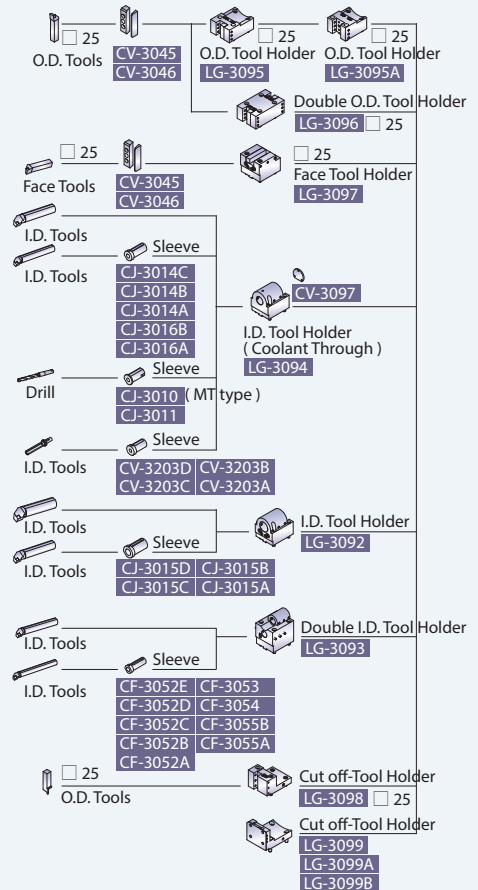 □ 25
O.D. Tools
CV-3045
CV-3046
□ 25
O.D. Tool Holder
LG-3095
□ 25
O.D. Tool Holder
LG-3095A
Double O.D. Tool Holder
LG-3096 □ 25
□ 25
Face Tools
CV-3045
CV-3046
□ 25
Face Tool Holder
LG-3097
I.D. Tools
I.D. Tools
Sleeve
CJ-3014C
CJ-3014B
CJ-3014A
CJ-3016B
CJ-3016A
CV-3097
I.D. Tool Holder
( Coolant Through )
LG-3094
Drill
Sleeve
CJ-3010 ( MT type )
CJ-3011
I.D. Tools
Sleeve
CV-3203D CV-3203B
CV-3203C CV-3203A
I.D. Tools
I.D. Tools
Sleeve
CJ-3015D CJ-3015B
CJ-3015C CJ-3015A
I.D. Tool Holder
LG-3092
I.D. Tools
I.D. Tools
Sleeve
CF-3052E CF-3053
CF-3052D CF-3054
CF-3052C CF-3055B
CF-3052B CF-3055A
CF-3052A
Double I.D. Tool Holder
LG-3093
□ 25
O.D. Tools
Cut off-Tool Holder
LG-3098 □ 25
Cut off-Tool Holder
LG-3099
LG-3099A
LG-3099B